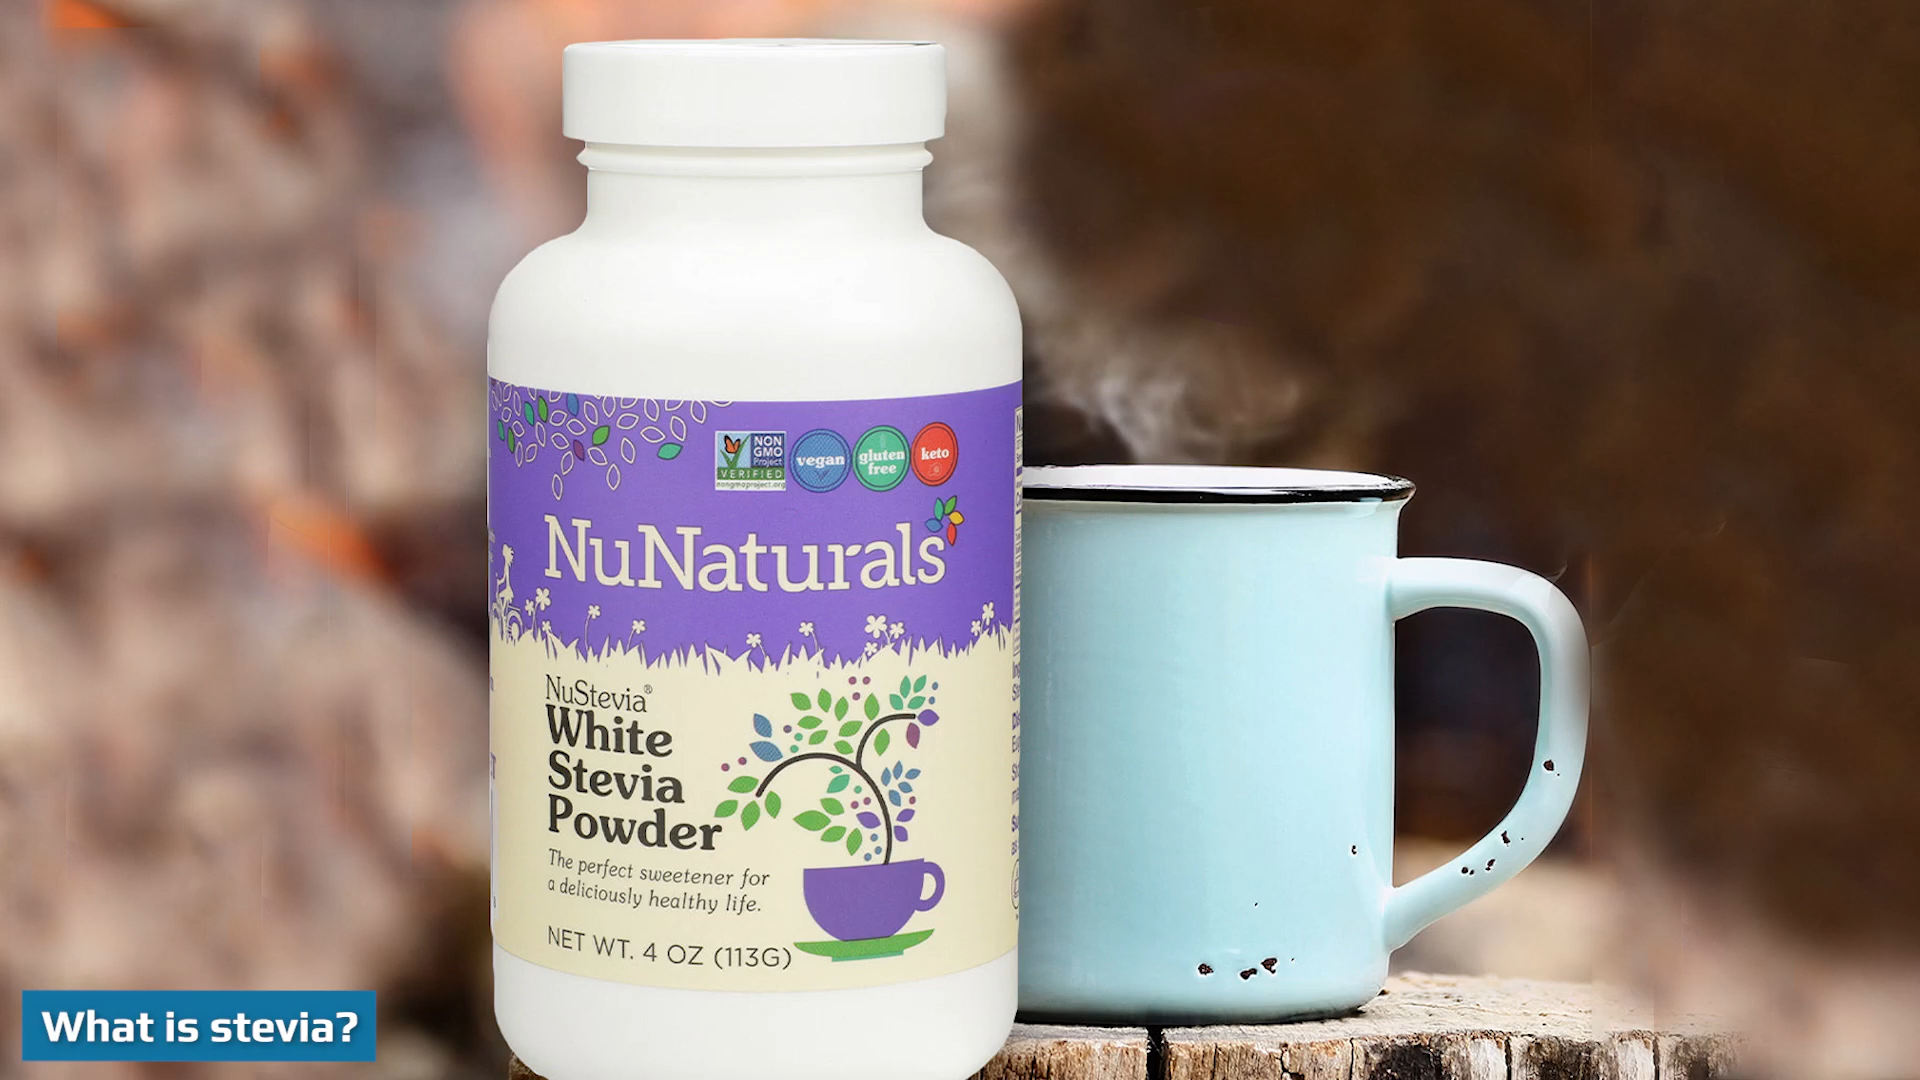 NON
GMO
Project
VERIFIED
nongmoproject.org
vegan
gluten
free
keto
NuNaturals
NuStevia®
White
Stevia
Powder
The perfect sweetener for
a deliciously healthy life.
NET WT. 4 OZ (113G)
What is stevia?